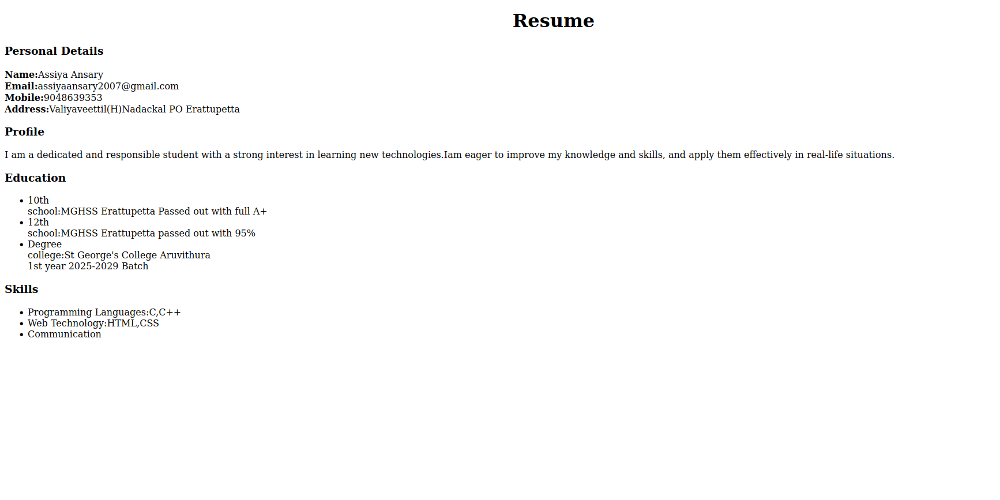 Resume
Personal Details
Name:Assiya Ansary
Email:assiyaansary2007@gmail.com
Mobile:9048639353
Address:Valiyaveettil(H)Nadackal PO Erattupetta
Profile
I am a dedicated and responsible student with a strong interest in learning new technologies.Iam eager to improve my knowledge and skills, and apply them effectively in real-life situations.
Education
• 10th
school:MGHSS Erattupetta Passed out with full A+
• 12th
school:MGHSS Erattupetta passed out with 95%
• Degree
college:St George's College Aruvithura
1st year 2025-2029 Batch
Skills
• Programming Languages:C,C++
• Web Technology:HTML,CSS
• Communication